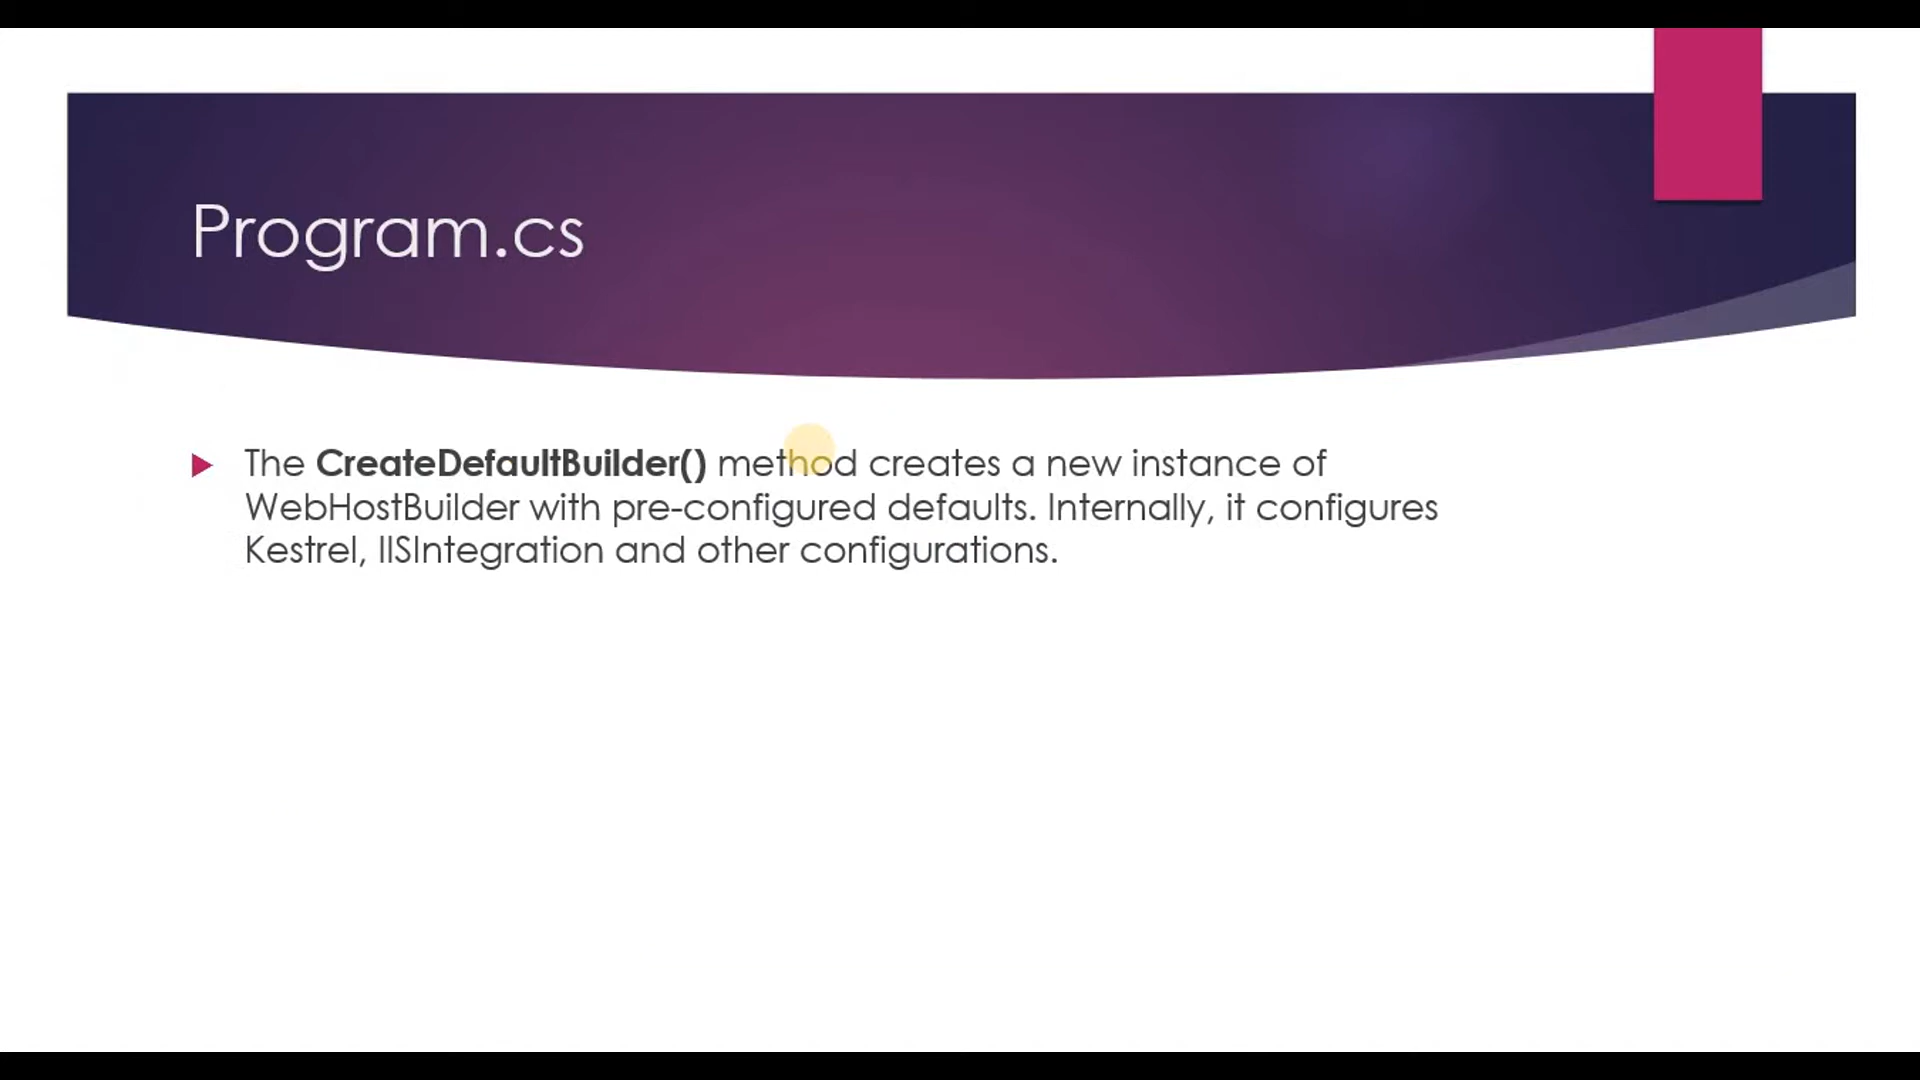 Program.cs
The CreateDefaultBuilder() method creates a new instance of
WebHostBuilder with pre-configured defaults. Internally, it configures
Kestrel, IISIntegration and other configurations.